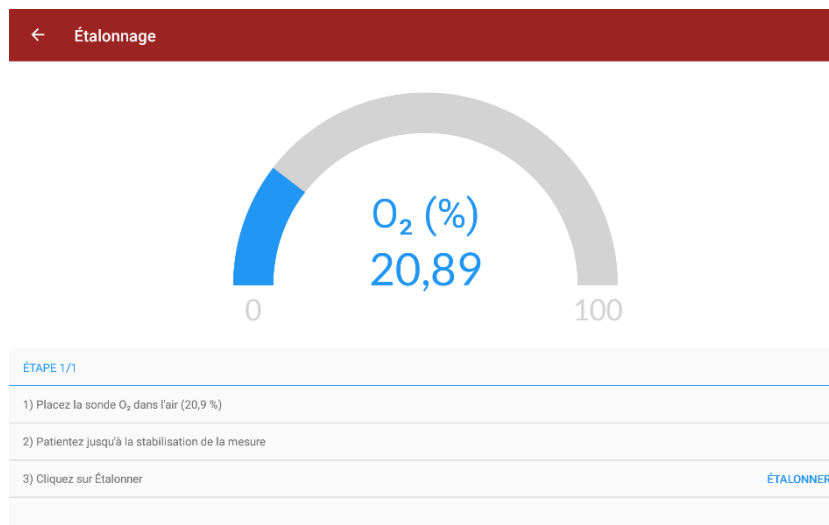 Étalonnage
O₂ (%)
20,89
0
100
ÉTAPE 1/1
1) Placez la sonde O₂ dans l'air (20,9 %)
2) Patientez jusqu'à la stabilisation de la mesure
3) Cliquez sur Étalonner
ÉTALONNER